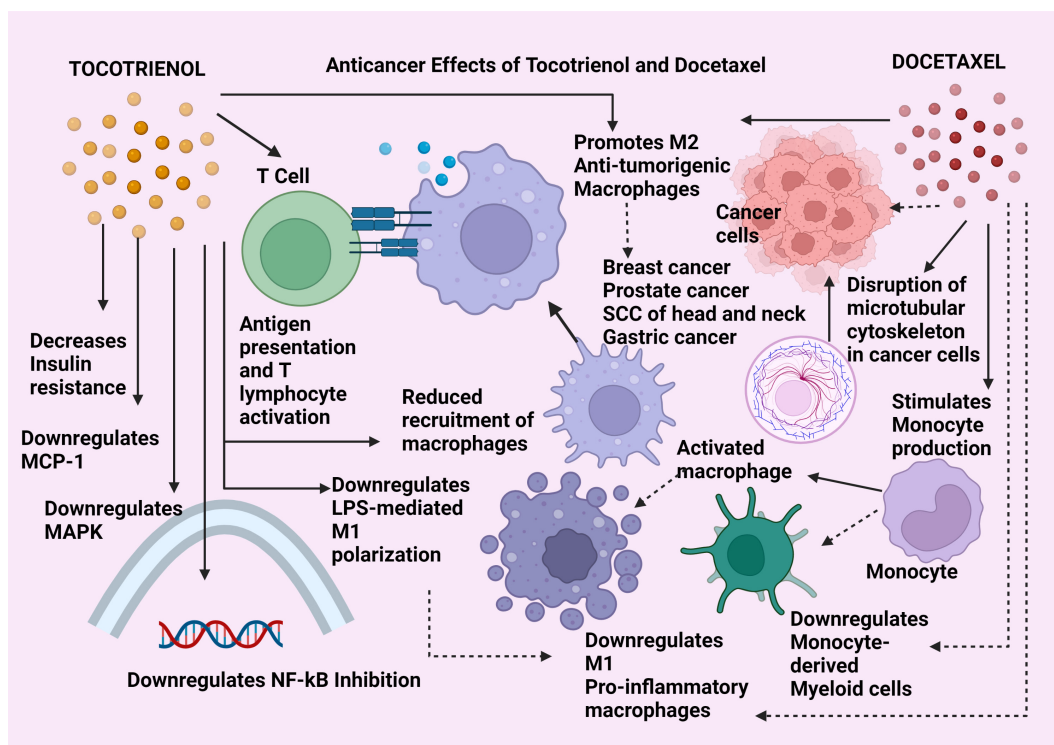 Anticancer Effects of Tocotrienol and Docetaxel
TOCOTRIENOL
DOCETAXEL
T Cell
Promotes M2
Anti-tumorigenic
Macrophages
Cancer
cells
Breast cancer
Prostate cancer
SCC of head and neck
Gastric cancer
Disruption of
microtubular
cytoskeleton
in cancer cells
Decreases
Insulin
resistance
Antigen
presentation
and T
lymphocyte
activation
Reduced
recruitment of
macrophages
Stimulates
Monocyte
production
Downregulates
MCP-1
Activated
macrophage
Downregulates
MAPK
Downregulates
LPS-mediated
M1
polarization
Monocyte
Downregulates NF-kB Inhibition
Downregulates
M1
Pro-inflammatory
macrophages
Downregulates
Monocyte-
derived
Myeloid cells